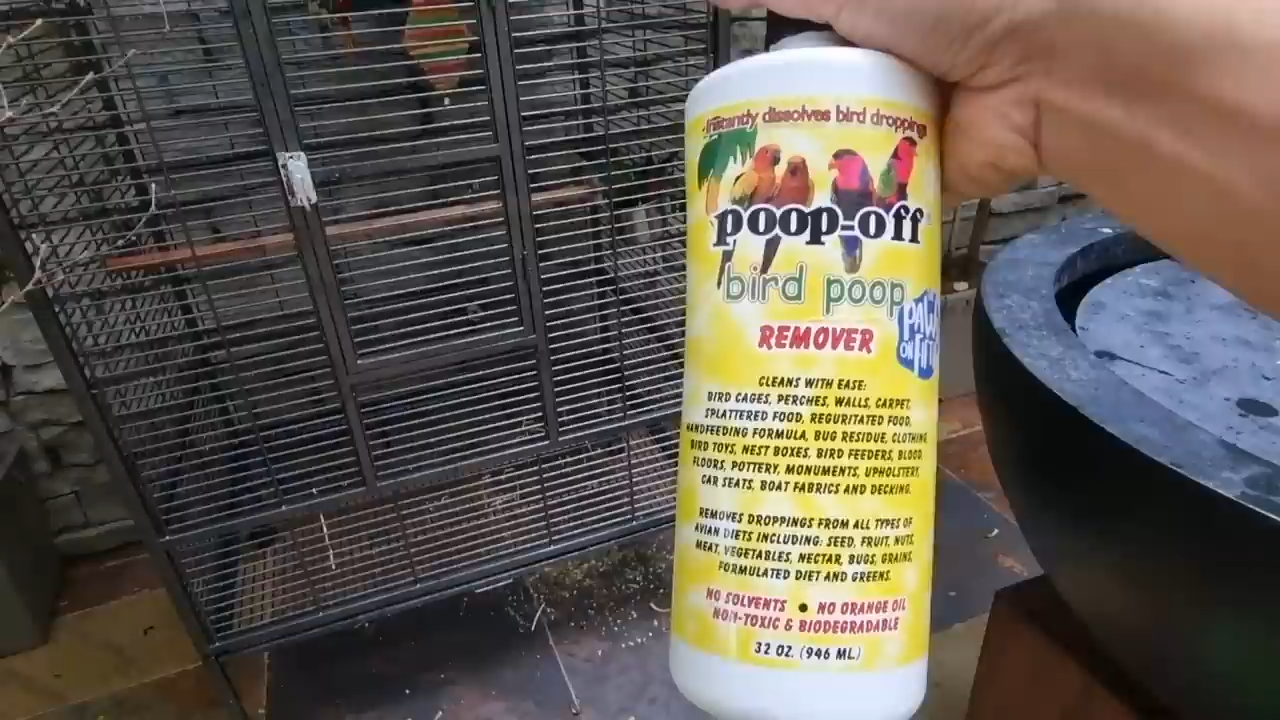 Instantly dissolves bird droppings
poop-off
bird poop
REMOVER
PAW
ON
CLEANS WITH EASE:
BIRD CAGES, PERCHES, WALLS, CARPET,
SPLATTERED FOOD, REGURITATED FOOD,
HANDFEEDING FORMULA, BUG RESIDUE, CLOTHING,
BIRD TOYS, NEST BOXES, BIRD FEEDERS, BLOOD,
FLOORS, POTTERY, MONUMENTS, UPHOLSTERY,
CAR SEATS, BOAT FABRICS AND DECKING.
REMOVES DROPPINGS FROM ALL TYPES OF
AVIAN DIETS INCLUDING: SEED, FRUIT, NUTS,
MEAT, VEGETABLES, NECTAR, BUGS, GRAINS,
FORMULATED DIET AND GREENS.
NO SOLVENTS • NO ORANGE OIL
NON-TOXIC & BIODEGRADABLE
32 OZ. (946 ML)